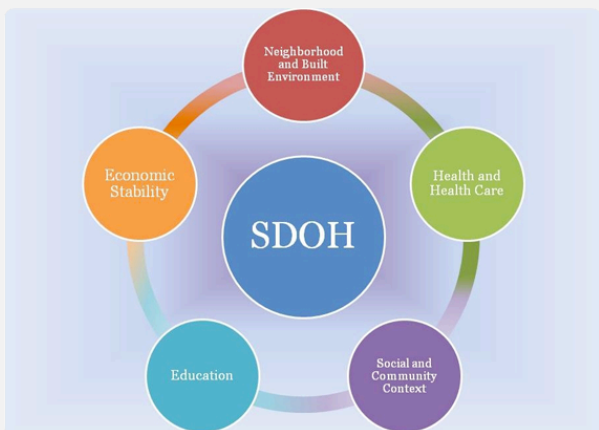 Neighborhood
and Built
Environment
Economic
Stability
Health and
Health Care
SDOH
Education
Social and
Community
Context